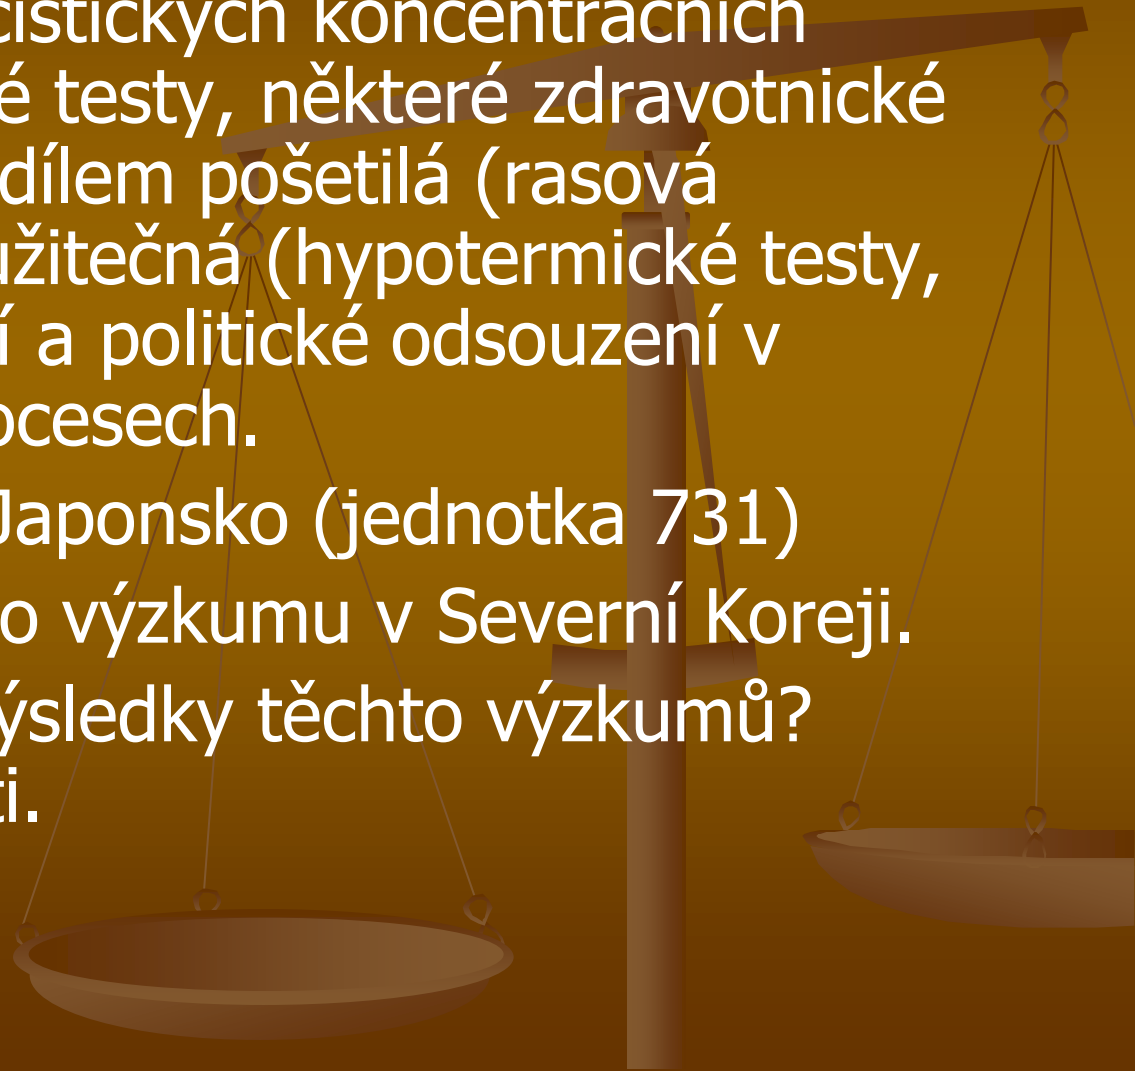 cistických koncentračních
é testy, některé zdravotnické
dílem pošetilá (rasová
užitečná (hypotermické testy,
í a politické odsouzení v
ocesech.
Japonsko (jednotka 731)
o výzkumu v Severní Koreji.
ýsledky těchto výzkumů?
ti.